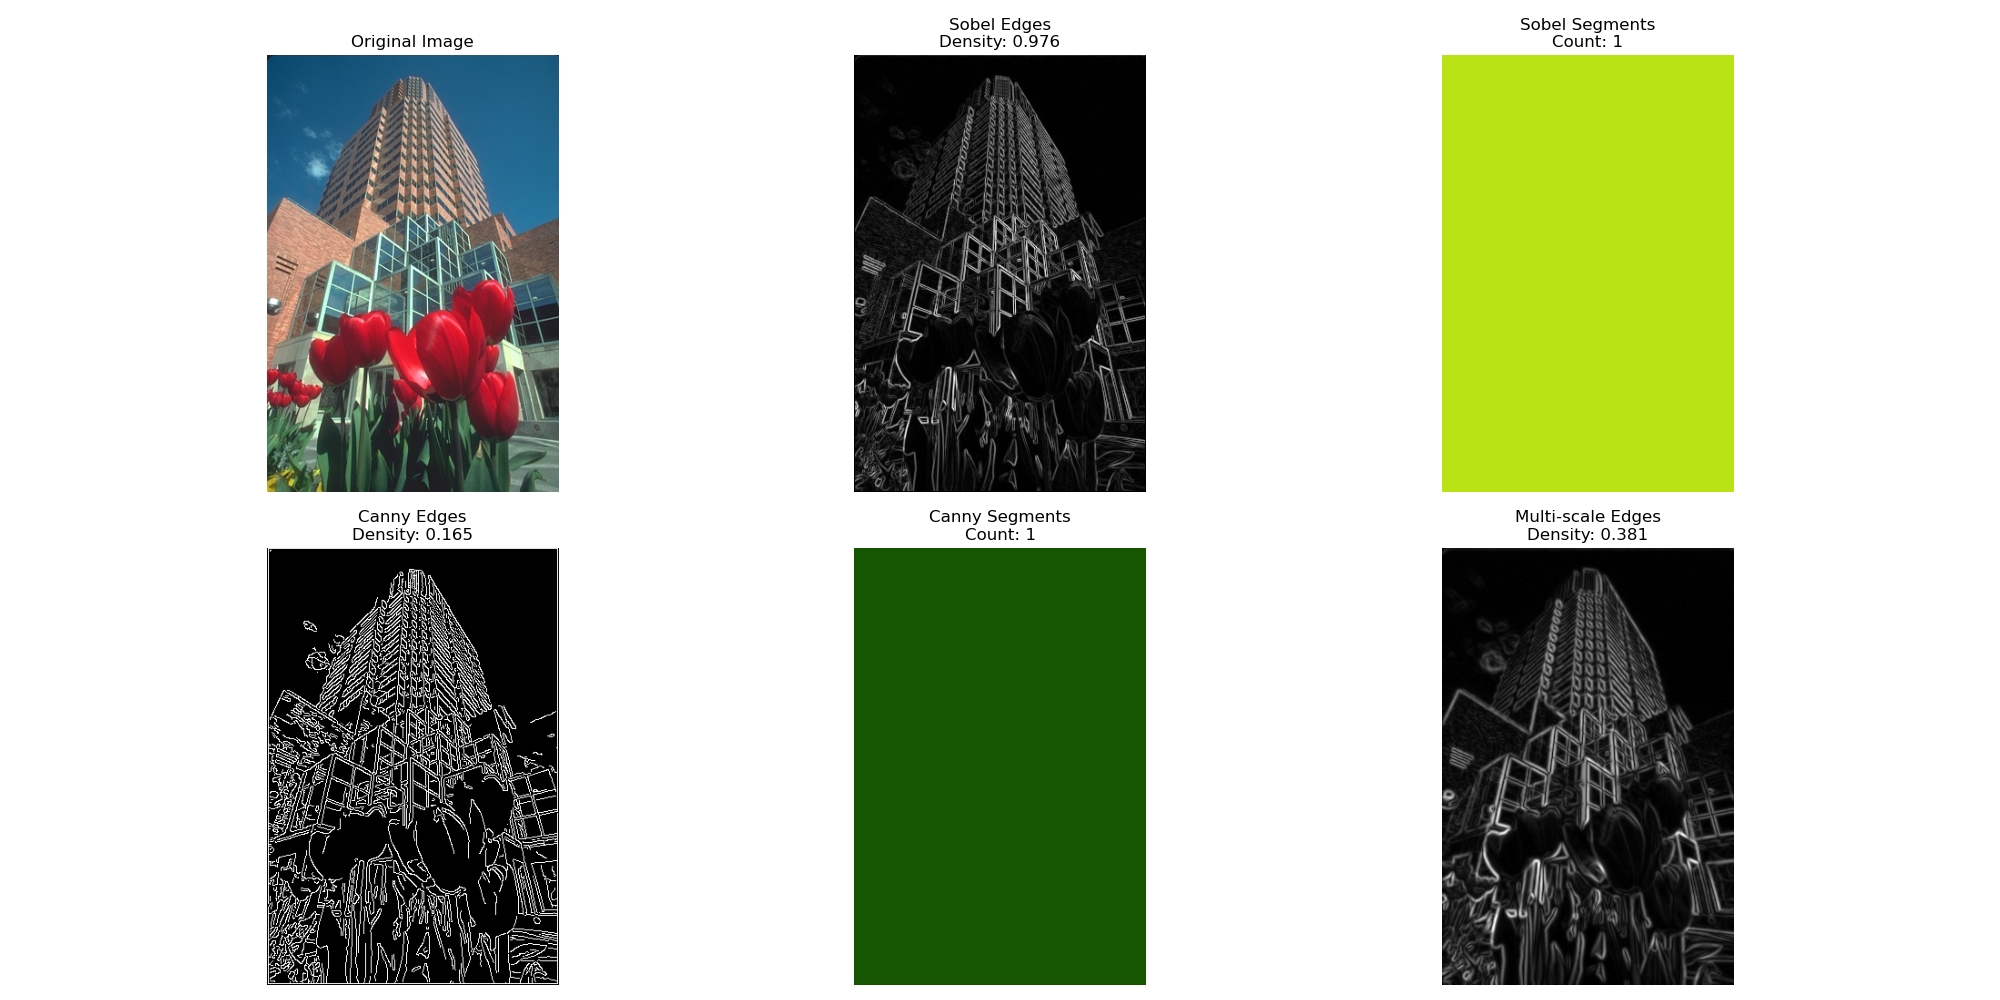 Original Image
Sobel Edges
Density: 0.976
Sobel Segments
Count: 1
Canny Edges
Density: 0.165
Canny Segments
Count: 1
Multi-scale Edges
Density: 0.381